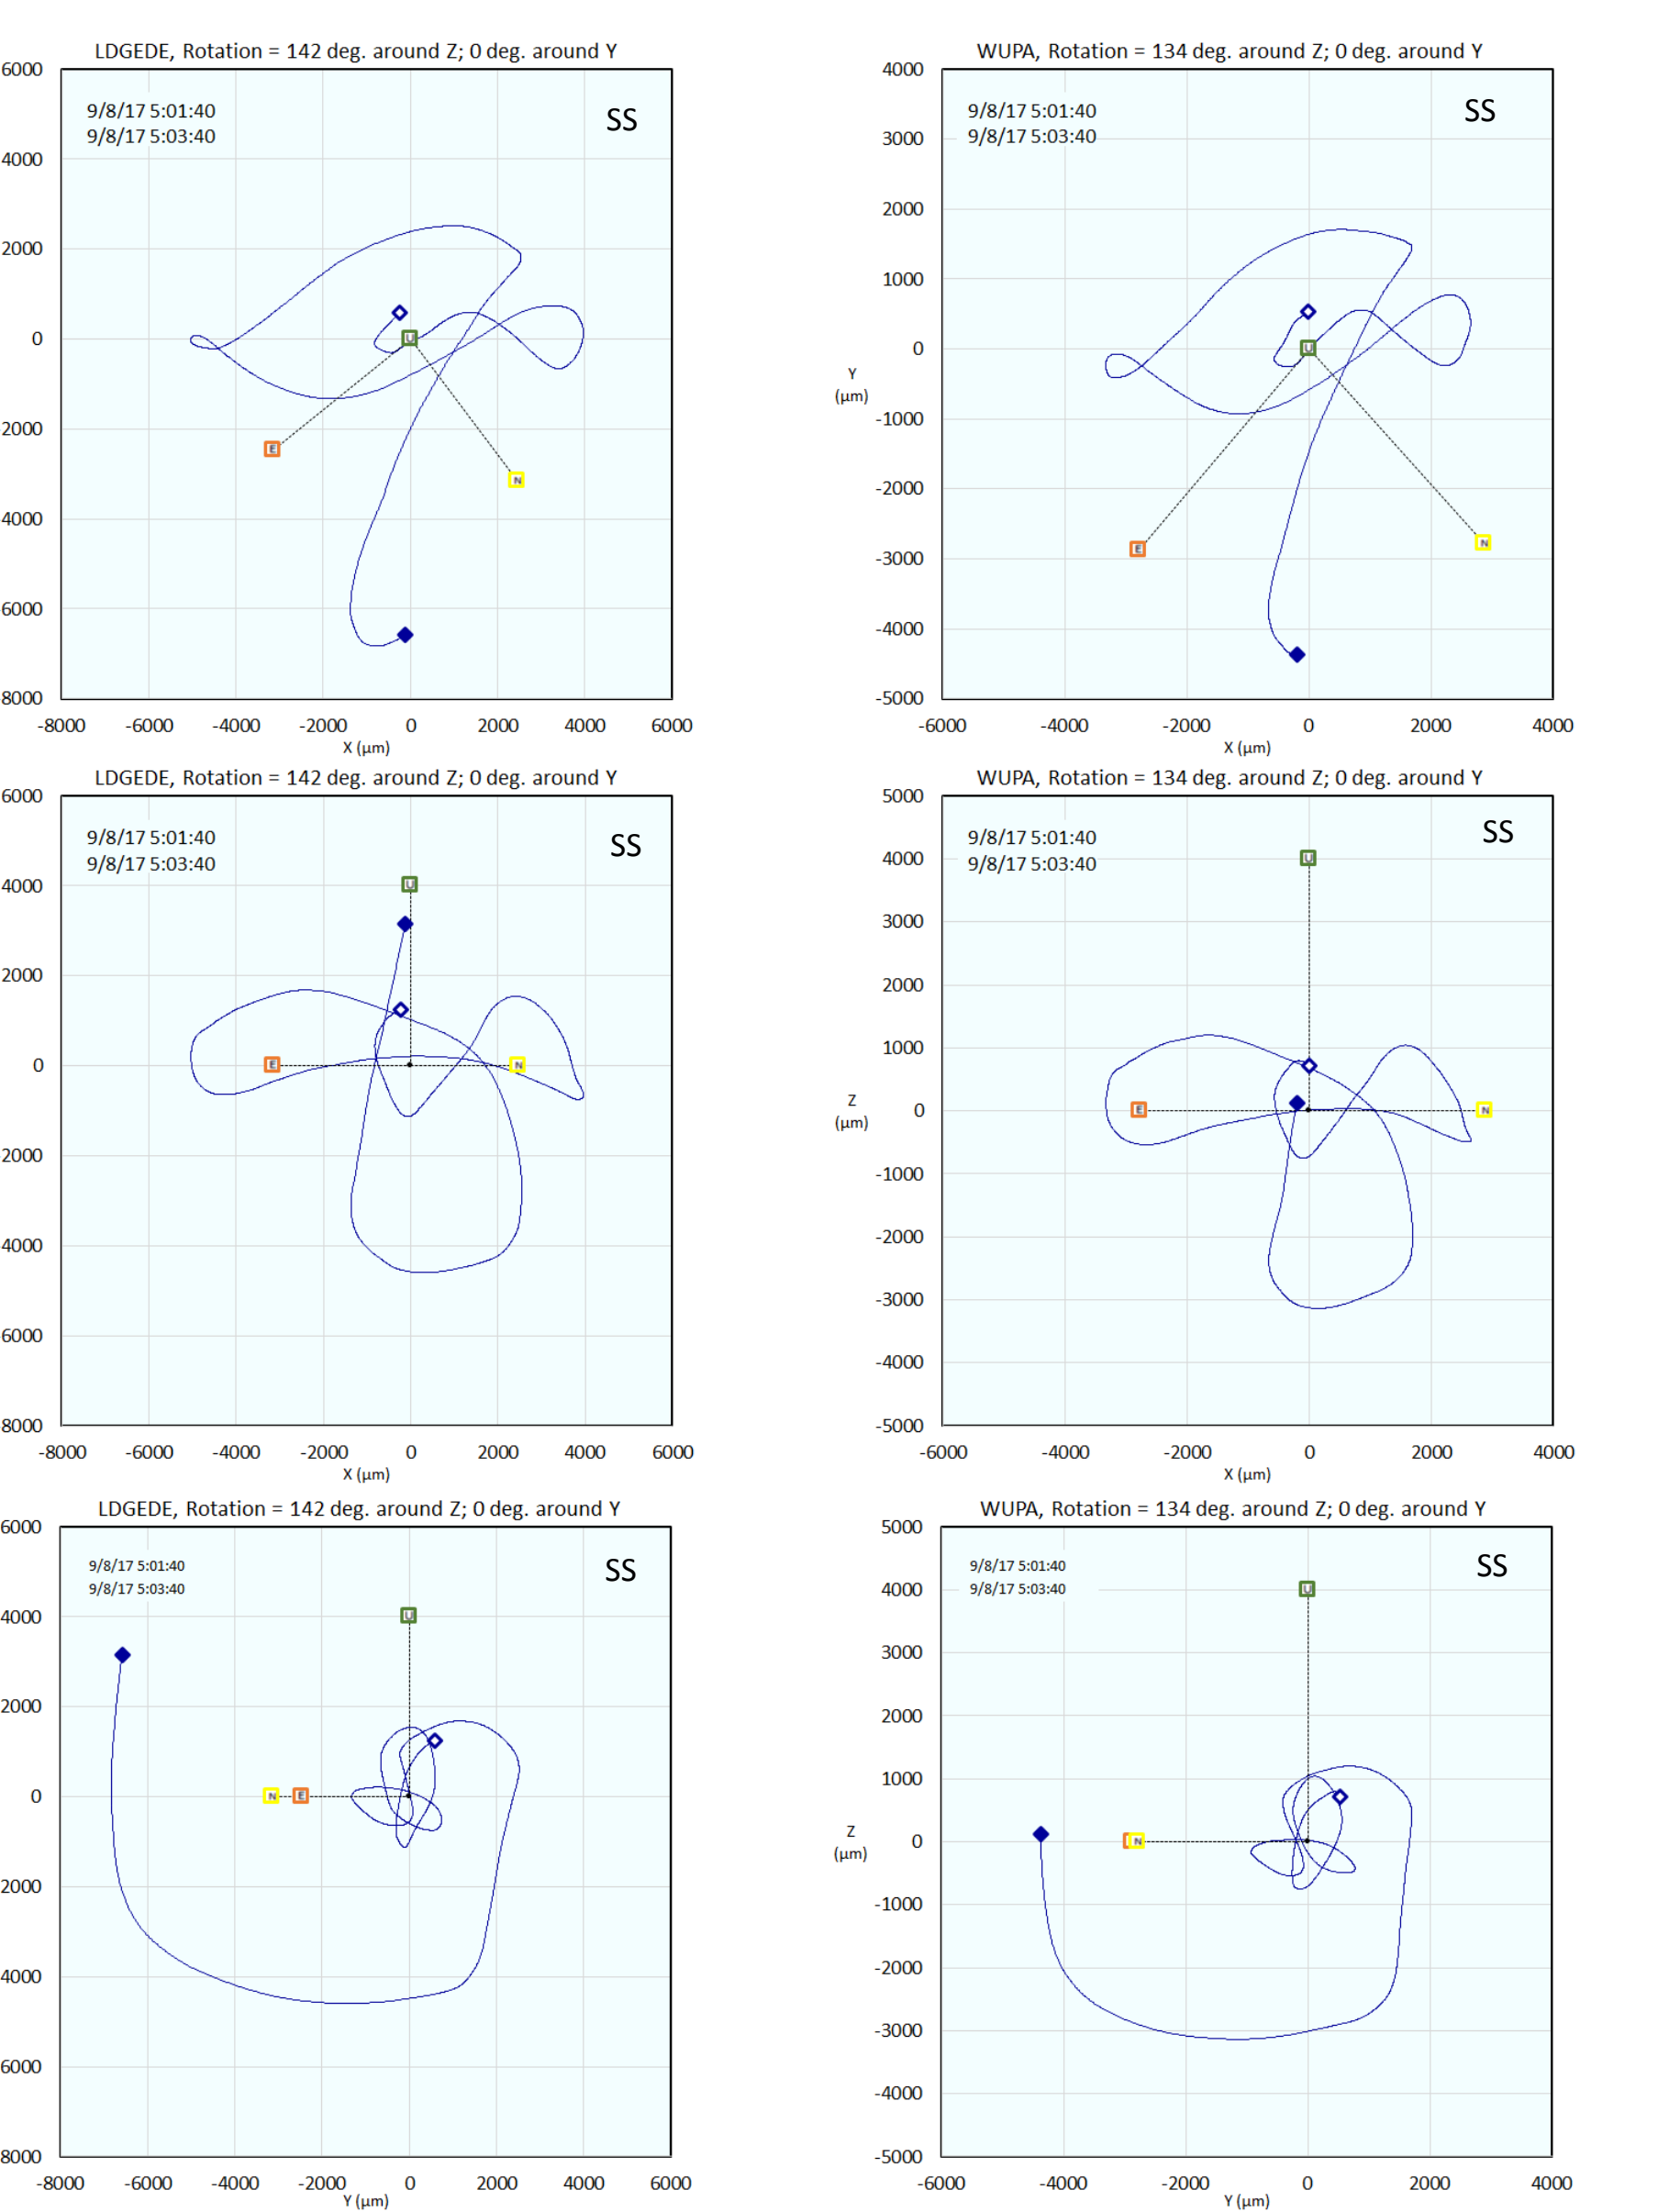 LDGEDE, Rotation = 142 deg. around Z; 0 deg. around Y
6000
9/8/17 5:01:40
9/8/17 5:03:40
SS
4000
2000
0
U
2000
E
N
4000
6000
8000
-8000 -6000 -4000 -2000 0 2000 4000 6000
X (µm)
WUPA, Rotation = 134 deg. around Z; 0 deg. around Y
4000
9/8/17 5:01:40
9/8/17 5:03:40
SS
3000
2000
1000
0
U
Y
(µm)
-1000
-2000
E
N
-3000
-4000
-5000
-6000 -4000 -2000 0 2000 4000
X (µm)
LDGEDE, Rotation = 142 deg. around Z; 0 deg. around Y
6000
9/8/17 5:01:40
9/8/17 5:03:40
SS
4000
U
2000
0
E
N
2000
4000
6000
8000
-8000 -6000 -4000 -2000 0 2000 4000 6000
X (µm)
WUPA, Rotation = 134 deg. around Z; 0 deg. around Y
5000
9/8/17 5:01:40
9/8/17 5:03:40
SS
4000
U
3000
2000
1000
Z
(µm)
0
E
N
-1000
-2000
-3000
-4000
-5000
-6000 -4000 -2000 0 2000 4000
X (µm)
LDGEDE, Rotation = 142 deg. around Z; 0 deg. around Y
6000
9/8/17 5:01:40
9/8/17 5:03:40
SS
4000
U
2000
0
N
E
2000
4000
6000
8000
-8000 -6000 -4000 -2000 0 2000 4000 6000
Y (µm)
WUPA, Rotation = 134 deg. around Z; 0 deg. around Y
5000
9/8/17 5:01:40
9/8/17 5:03:40
SS
4000
U
3000
2000
1000
Z
(µm)
0
N
-1000
-2000
-3000
-4000
-5000
-6000 -4000 -2000 0 2000 4000
Y (µm)